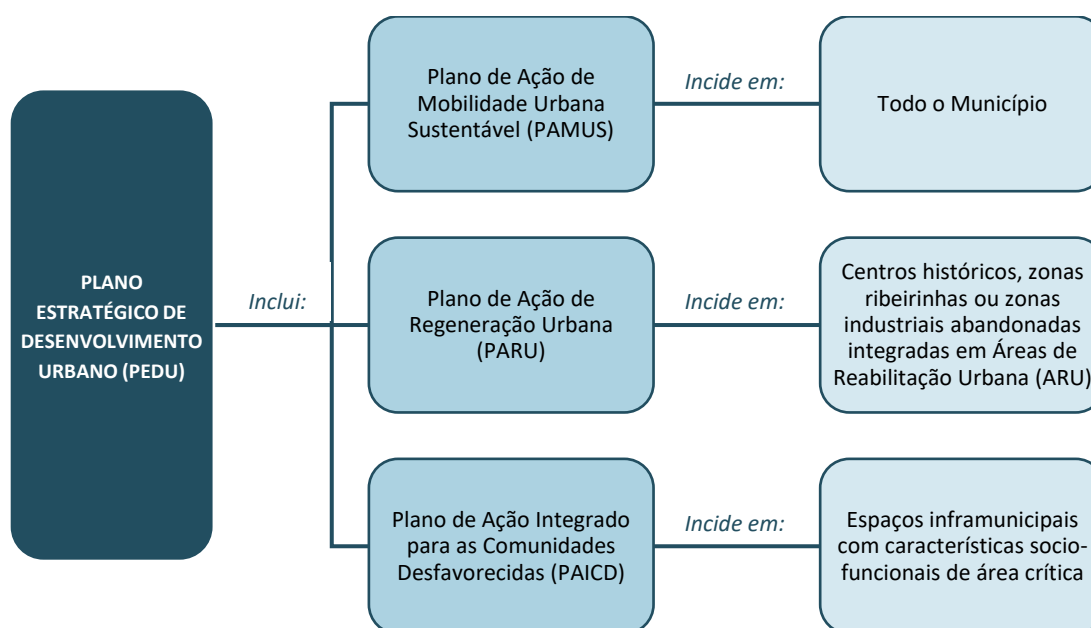 PLANO
ESTRATÉGICO DE
DESENVOLVIMENTO
URBANO (PEDU)
Inclui:
Plano de Ação de
Mobilidade Urbana
Sustentável (PAMUS)
Incide em:
Todo o Município
Plano de Ação de
Regeneração Urbana
(PARU)
Incide em:
Centros históricos, zonas
ribeirinhas ou zonas
industriais abandonadas
integradas em Áreas de
Reabilitação Urbana (ARU)
Plano de Ação Integrado
para as Comunidades
Desfavorecidas (PAICD)
Incide em:
Espaços inframunicipais
com características socio-
funcionais de área crítica